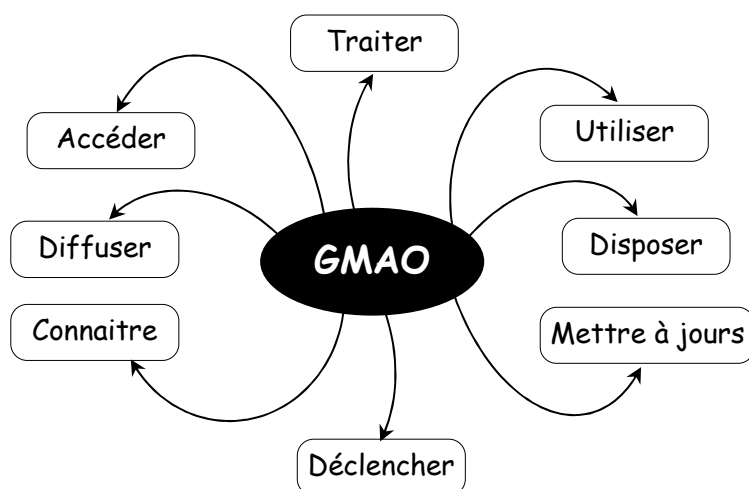 Traiter
Accéder
Utiliser
Diffuser
GMAO
Disposer
Connaitre
Mettre à jours
Déclencher